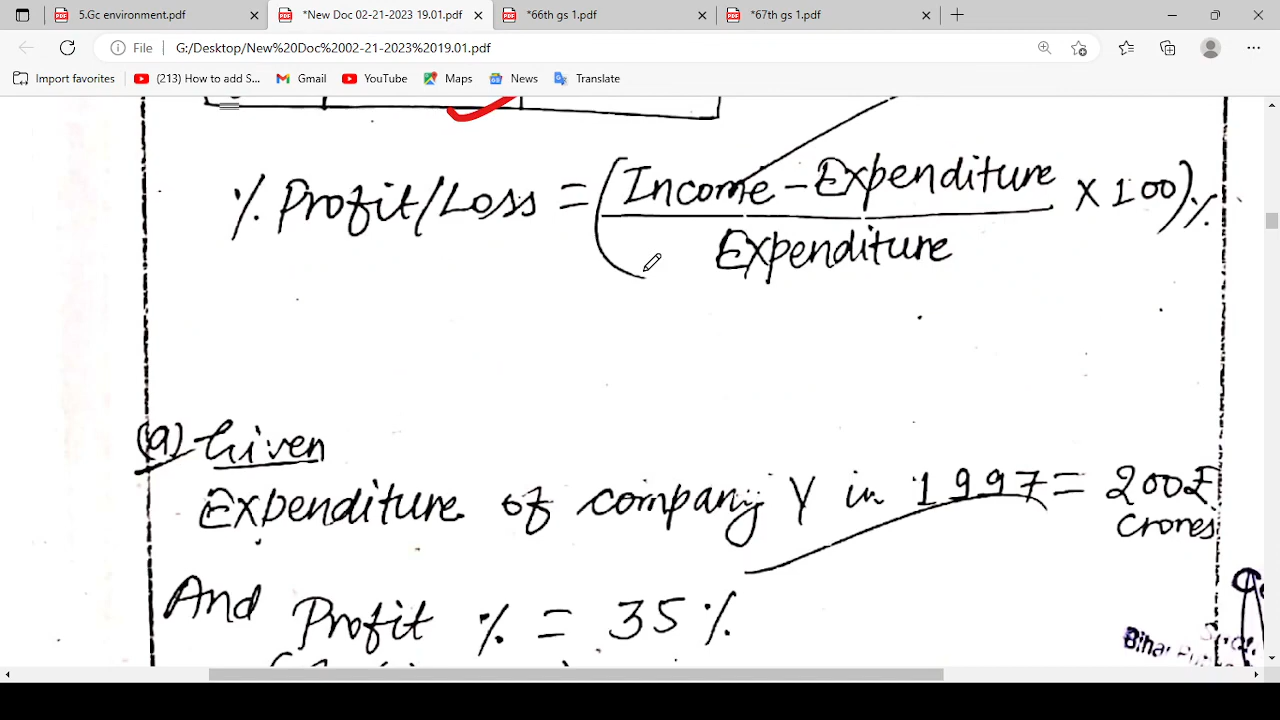 5.Gc environment.pdf
*New Doc 02-21-2023 19.01.pdf
*66th gs 1.pdf
*67th gs 1.pdf
File
G:/Desktop/New%20Doc%2002-21-2023%2019.01.pdf
Import favorites
(213) How to add S...
Gmail
YouTube
Maps
News
Translate
% Profit/Loss = (Income - Expenditure × 100)%
Expenditure
(a) Given
Expenditure of company Y in 1997 = 200₹
Crones
And Profit % = 35 %